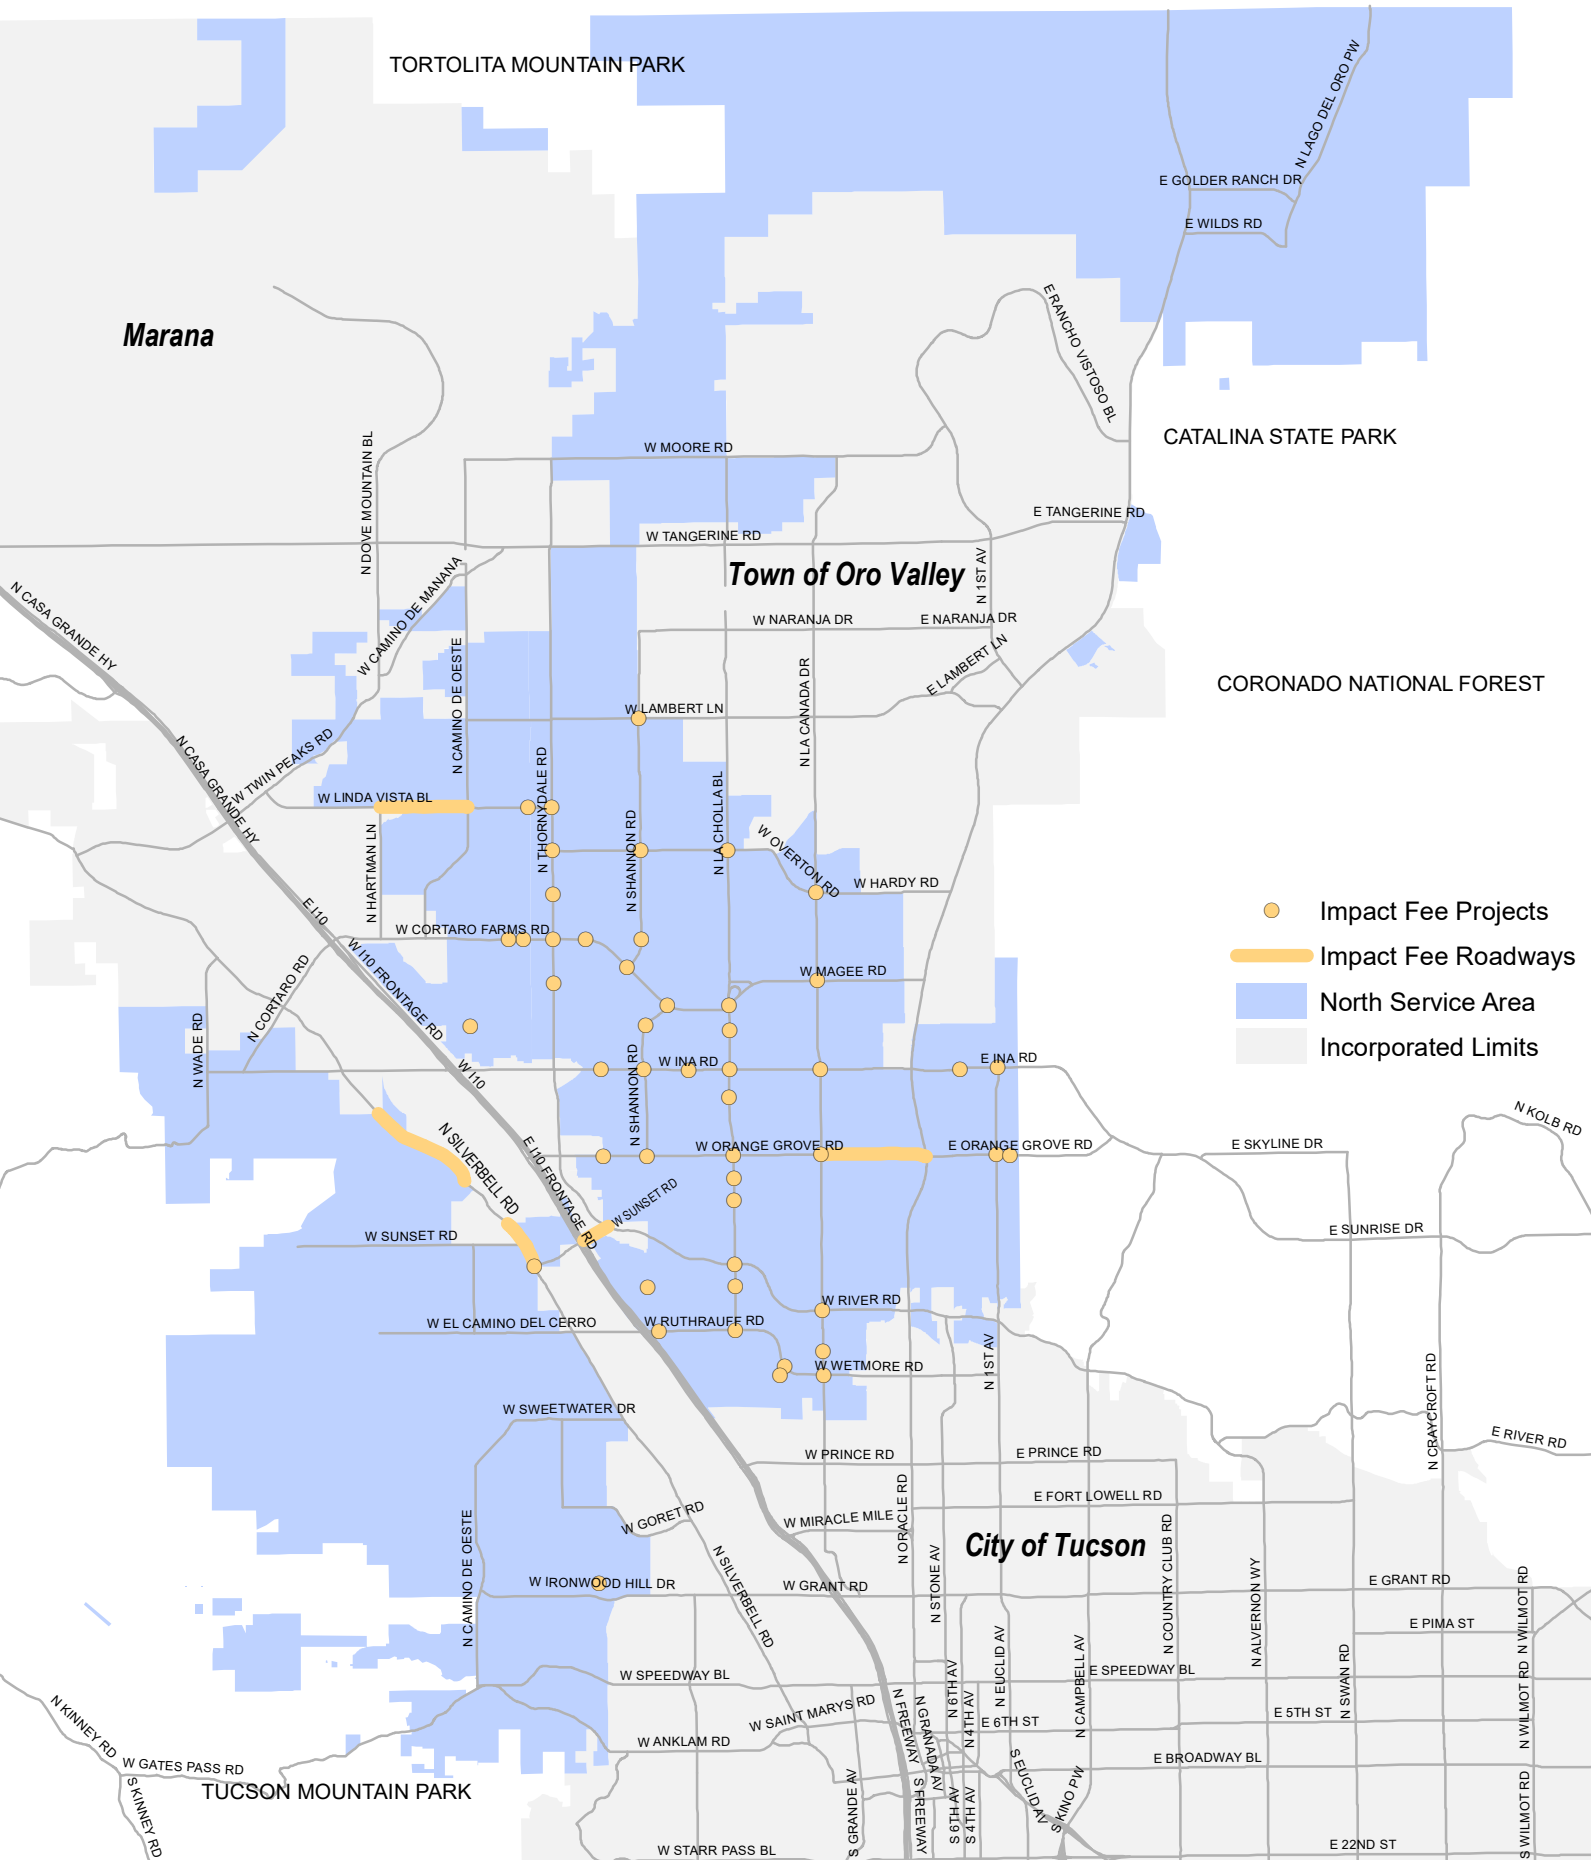 TORTOLITA MOUNTAIN PARK
N LAGO DEL ORO PW
E GOLDER RANCH DR
E WILDS RD
Marana
E RANCHO VISTOSO BL
CATALINA STATE PARK
W MOORE RD
N DOVE MOUNTAIN BL
E TANGERINE RD
W TANGERINE RD
Town of Oro Valley
N 1ST AV
N CASA GRANDE HY
W CAMINO DE MANANA
W NARANJA DR
E NARANJA DR
N CAMINO DE OESTE
E LAMBERT LN
N LA CANADA DR
CORONADO NATIONAL FOREST
W LAMBERT LN
N CASA GRANDE HY
W TWIN PEAKS RD
N THORNYDALE RD
N LA CHOLLA BL
W LINDA VISTA BL
N SHANNON RD
W OVERTON RD
N HARTMAN LN
W HARDY RD
E I10
W CORTARO FARMS RD
Impact Fee Projects
Impact Fee Roadways
North Service Area
Incorporated Limits
W I10 FRONTAGE RD
N CORTARO RD
W MAGEE RD
N WADE RD
W I10
N SHANNON RD
W INA RD
E INA RD
N KOLB RD
N SILVERBELL RD
E I10 FRONTAGE RD
W ORANGE GROVE RD
E ORANGE GROVE RD
E SKYLINE DR
W SUNSET RD
W SUNSET RD
E SUNRISE DR
W RIVER RD
W EL CAMINO DEL CERRO
W RUTHRAUFF RD
W WETMORE RD
N 1ST AV
N CRAYCROFT RD
W SWEETWATER DR
W PRINCE RD
E PRINCE RD
E RIVER RD
N ORACLE RD
E FORT LOWELL RD
W GORET RD
W MIRACLE MILE
City of Tucson
N COUNTRY CLUB RD
N CAMINO DE OESTE
N SILVERBELL RD
N STONE AV
N ALVERNON WY
W IRONWOOD HILL DR
W GRANT RD
E GRANT RD
N WILMOT RD
E PIMA ST
N EUCLID AV
N CAMPBELL AV
N SWAN RD
W SPEEDWAY BL
E SPEEDWAY BL
N 6TH AV
N 4TH AV
N WILMOT RD
N KINNEY RD
W SAINT MARYS RD
N FREEWAY
N GRANADA AV
E 6TH ST
E 5TH ST
W ANKLAM RD
E BROADWAY BL
W GATES PASS RD
TUCSON MOUNTAIN PARK
S KINNEY RD
S GRANDE AV
S FREEWAY
S 6TH AV
S 4TH AV
S EUCLID AV
S KINO PW
S WILMOT RD
W STARR PASS BL
E 22ND ST